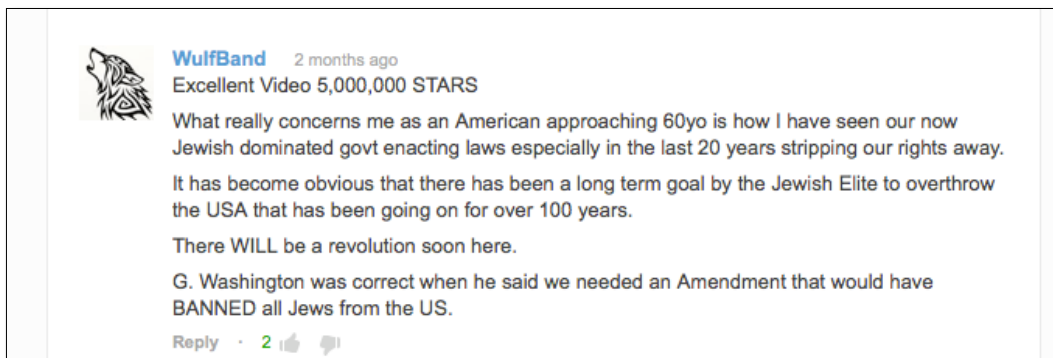 WulfBand 2 months ago
Excellent Video 5,000,000 STARS
What really concerns me as an American approaching 60yo is how I have seen our now
Jewish dominated govt enacting laws especially in the last 20 years stripping our rights away.
It has become obvious that there has been a long term goal by the Jewish Elite to overthrow
the USA that has been going on for over 100 years.
There WILL be a revolution soon here.
G. Washington was correct when he said we needed an Amendment that would have
BANNED all Jews from the US.
Reply · 2